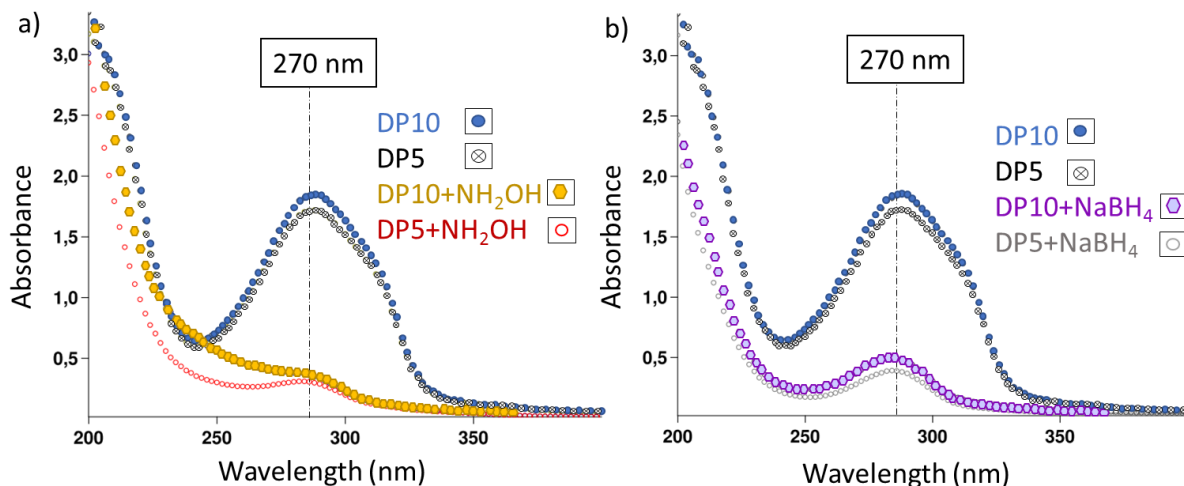 a)
270 nm
3,0
2,5
2,0
1,5
1,0
0,5
Absorbance
DP10
DP5
DP10+NH₂OH
DP5+NH₂OH
200 250 300 350
Wavelength (nm)
b)
270 nm
3,0
2,5
2,0
1,5
1,0
0,5
Absorbance
DP10
DP5
DP10+NaBH₄
DP5+NaBH₄
200 250 300 350
Wavelength (nm)